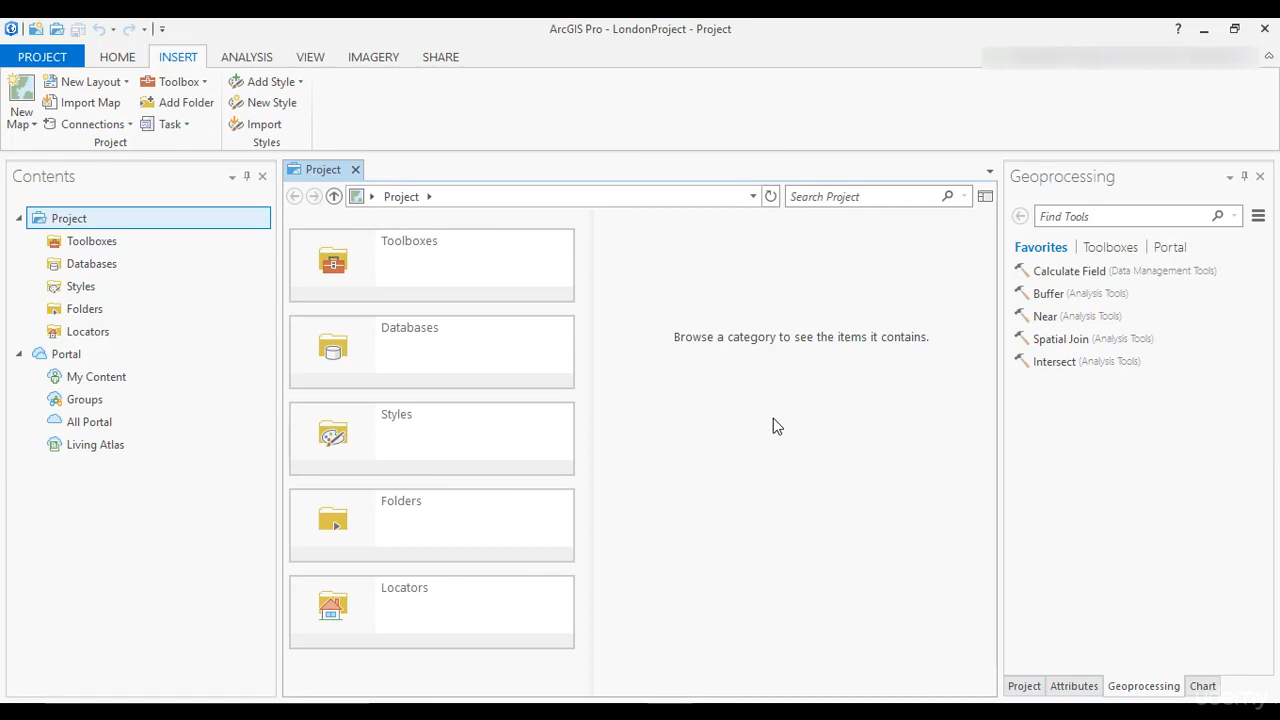 ArcGIS Pro - LondonProject - Project
?
PROJECT HOME INSERT ANALYSIS VIEW IMAGERY SHARE
New Map
New Layout
Import Map
Connections
Toolbox
Add Folder
Task
Project
Add Style
New Style
Import
Styles
Contents
Project
Toolboxes
Databases
Styles
Folders
Locators
Portal
My Content
Groups
All Portal
Living Atlas
Project
Project
Search Project
Toolboxes
Databases
Styles
Folders
Locators
Browse a category to see the items it contains.
Geoprocessing
Find Tools
Favorites | Toolboxes | Portal
Calculate Field (Data Management Tools)
Buffer (Analysis Tools)
Near (Analysis Tools)
Spatial Join (Analysis Tools)
Intersect (Analysis Tools)
Project Attributes Geoprocessing Chart
udemy